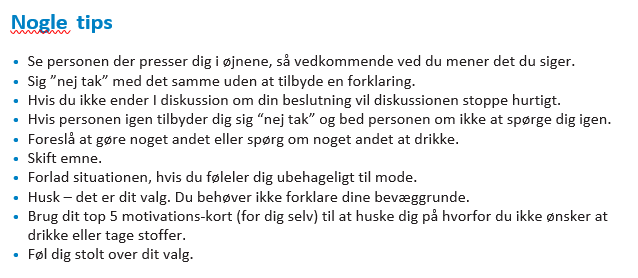 Nogle tips
• Se personen der presser dig i øjnene, så vedkommende ved du mener det du siger.
• Sig ”nej tak” med det samme uden at tilbyde en forklaring.
• Hvis du ikke ender I diskussion om din beslutning vil diskussionen stoppe hurtigt.
• Hvis personen igen tilbyder dig sig “nej tak” og bed personen om ikke at spørge dig igen.
• Foreslå at gøre noget andet eller spørg om noget andet at drikke.
• Skift emne.
• Forlad situationen, hvis du føleler dig ubehageligt til mode.
• Husk – det er dit valg. Du behøver ikke forklare dine bevæggrunde.
• Brug dit top 5 motivations-kort (for dig selv) til at huske dig på hvorfor du ikke ønsker at
drikke eller tage stoffer.
• Føl dig stolt over dit valg.